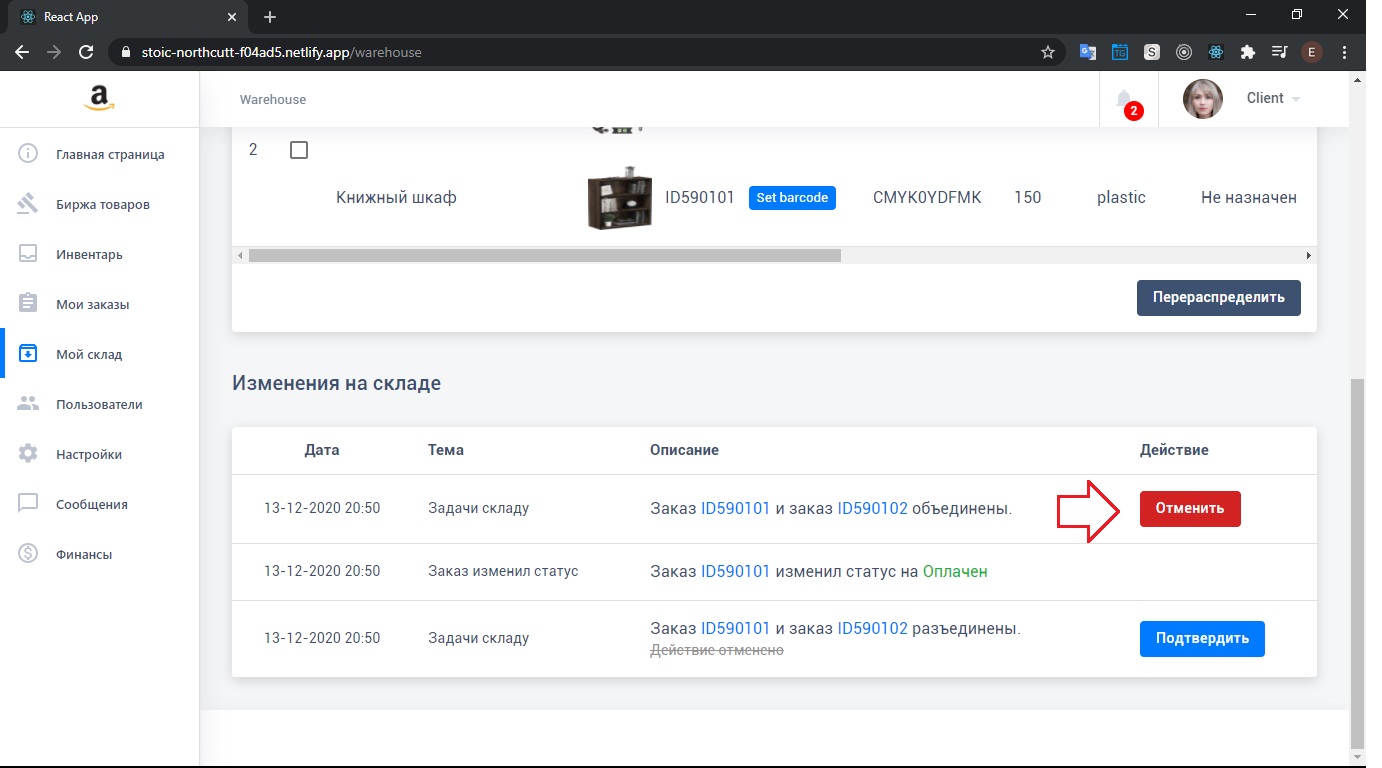 React App
stoic-northcutt-f04ad5.netlify.app/warehouse
TG
S
E
a
Warehouse
2
Client
Главная страница
Биржа товаров
Инвентарь
Мои заказы
Мой склад
Пользователи
Настройки
Сообщения
Финансы
2
Книжный шкаф ID590101 Set barcode CMYK0YDFMK 150 plastic Не назначен
Перераспределить
Изменения на складе
Дата Тема Описание Действие
13-12-2020 20:50 Задачи складу Заказ ID590101 и заказ ID590102 объединены. Отменить
13-12-2020 20:50 Заказ изменил статус Заказ ID590101 изменил статус на Оплачен
13-12-2020 20:50 Задачи складу Заказ ID590101 и заказ ID590102 разъединены. Подтвердить
Действие отменено